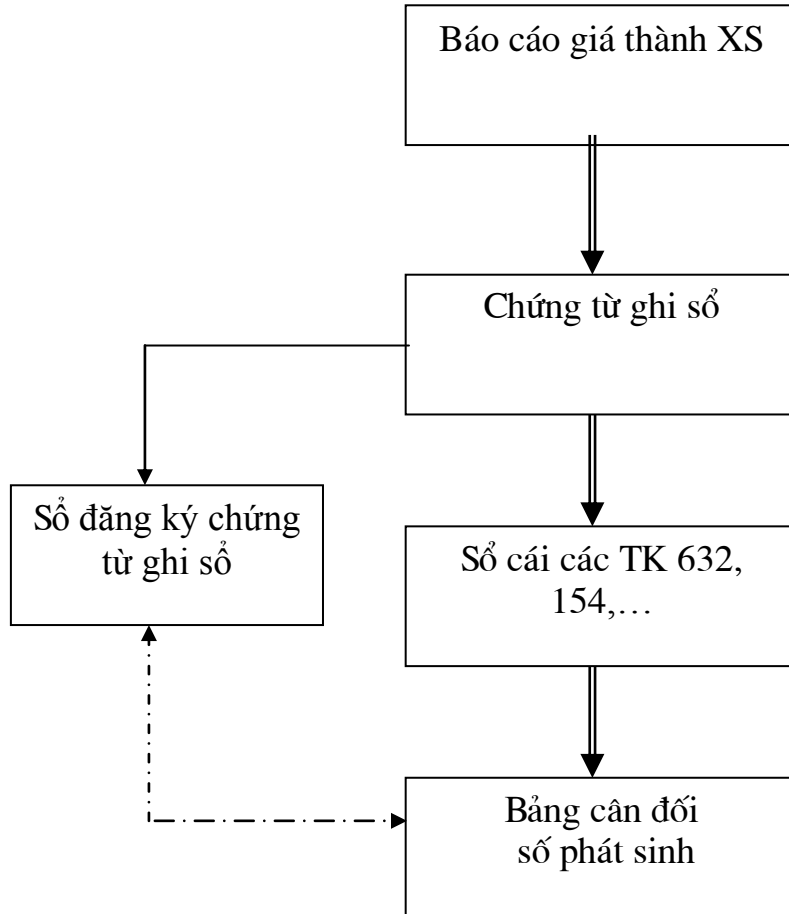 Báo cáo giá thành XS
Chứng từ ghi sổ
Sổ đăng ký chứng
từ ghi sổ
Sổ cái các TK 632,
154,…
Bảng cân đối
số phát sinh